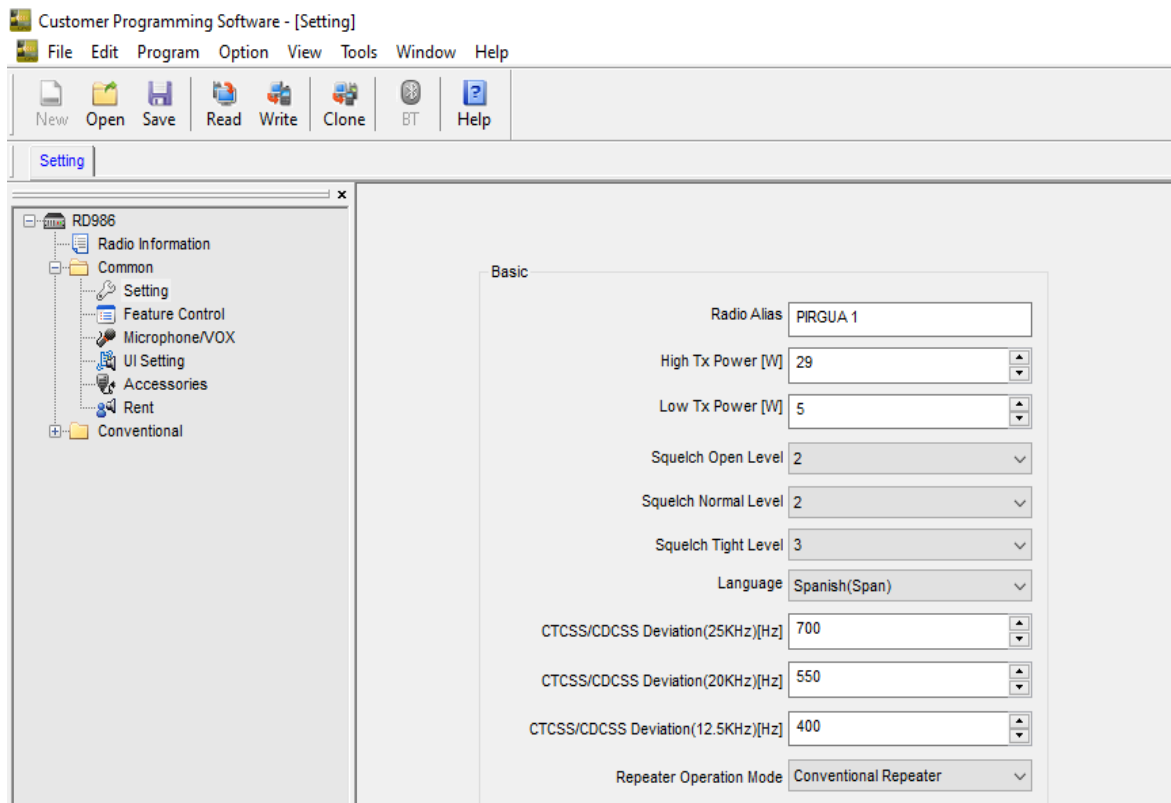 Customer Programming Software - [Setting]
File Edit Program Option View Tools Window Help
New Open Save Read Write Clone BT Help
Setting
RD986
Radio Information
Common
Setting
Feature Control
Microphone/VOX
UI Setting
Accessories
Rent
Conventional
Basic
Radio Alias PIRGUA 1
High Tx Power [W] 29
Low Tx Power [W] 5
Squelch Open Level 2
Squelch Normal Level 2
Squelch Tight Level 3
Language Spanish(Span)
CTCSS/CDCSS Deviation(25KHz)[Hz] 700
CTCSS/CDCSS Deviation(20KHz)[Hz] 550
CTCSS/CDCSS Deviation(12.5KHz)[Hz] 400
Repeater Operation Mode Conventional Repeater